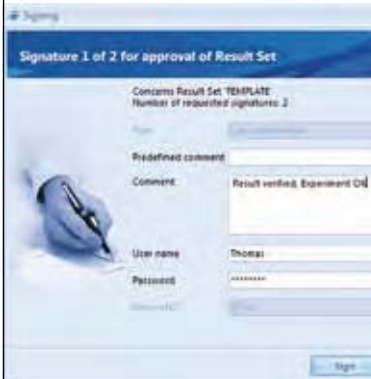 Signing
Signature 1 of 2 for approval of Result Set
Concerns Result Set TEMPLATE
Number of requested signatures: 2
Predefined comment
Comment
Result verified, Experiment OK
User name
Thomas
Password
********
Sign